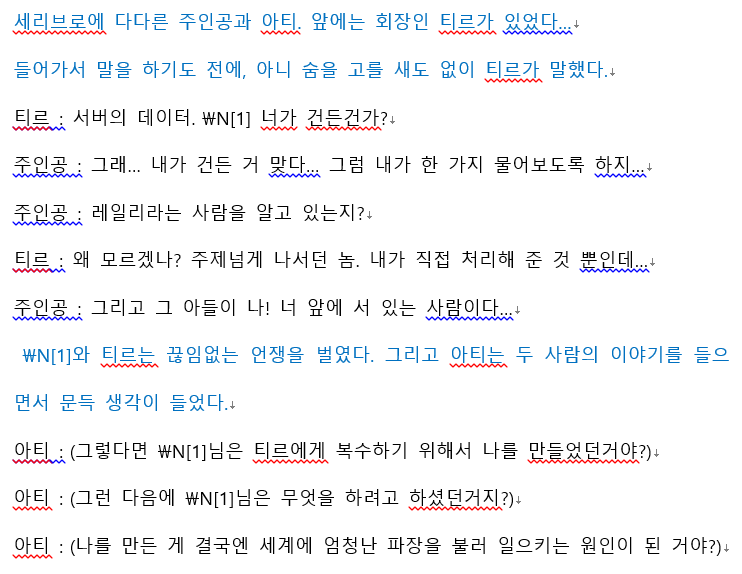 세리브로에 다다른 주인공과 아티. 앞에는 회장인 티르가 있었다...
들어가서 말을 하기도 전에, 아니 숨을 고를 새도 없이 티르가 말했다.
티르 : 서버의 데이터. ₩N[1] 너가 건든건가?
주인공 : 그래... 내가 건든 거 맞다... 그럼 내가 한 가지 물어보도록 하지...
주인공 : 레일리라는 사람을 알고 있는지?
티르 : 왜 모르겠나? 주제넘게 나서던 놈. 내가 직접 처리해 준 것 뿐인데...
주인공 : 그리고 그 아들이 나! 너 앞에 서 있는 사람이다...
₩N[1]와 티르는 끊임없는 언쟁을 벌였다. 그리고 아티는 두 사람의 이야기를 들으
면서 문득 생각이 들었다.
아티 : (그렇다면 ₩N[1]님은 티르에게 복수하기 위해서 나를 만들었던거야?)
아티 : (그런 다음에 ₩N[1]님은 무엇을 하려고 하셨던거지?)
아티 : (나를 만든 게 결국엔 세계에 엄청난 파장을 불러 일으키는 원인이 된 거야?)